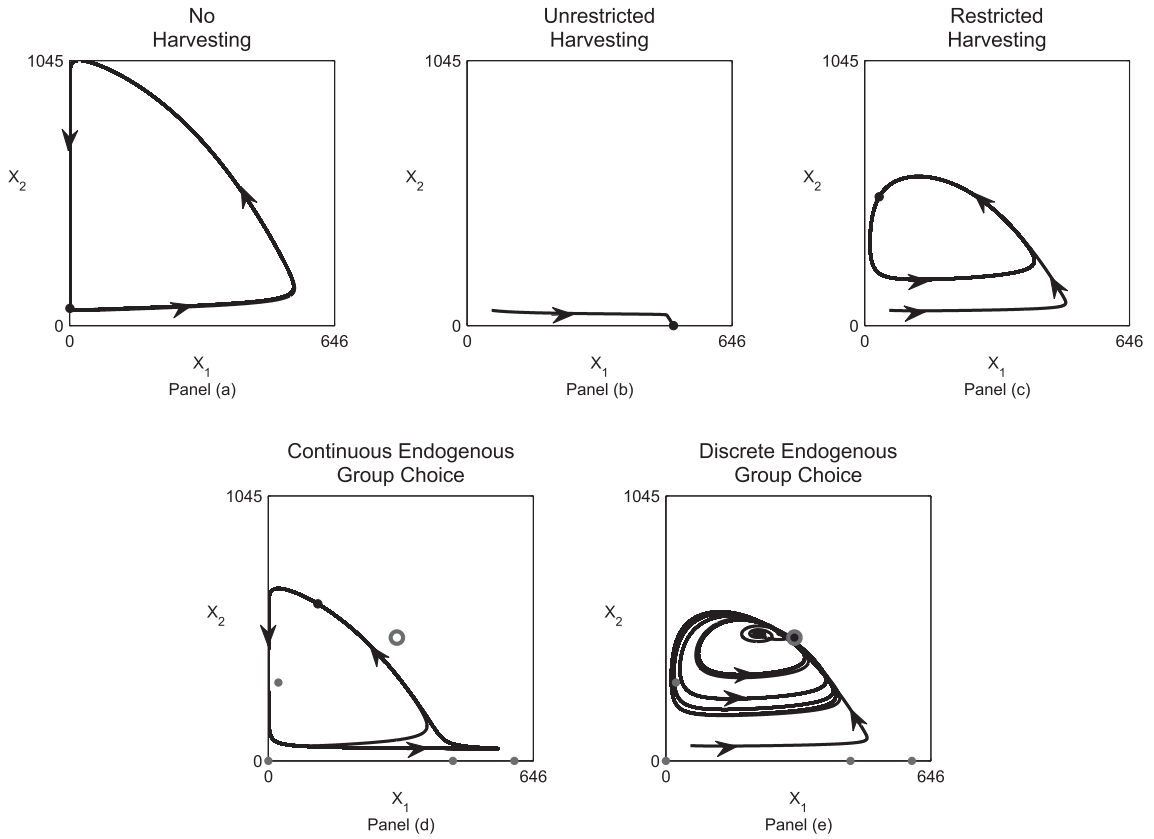 No
Harvesting
1045
X2
0
0
646
X1
Panel (a)
Unrestricted
Harvesting
1045
X2
0
0
646
X1
Panel (b)
Restricted
Harvesting
1045
X2
0
0
646
X1
Panel (c)
Continuous Endogenous
Group Choice
1045
X2
0
0
646
X1
Panel (d)
Discrete Endogenous
Group Choice
1045
X2
0
0
646
X1
Panel (e)